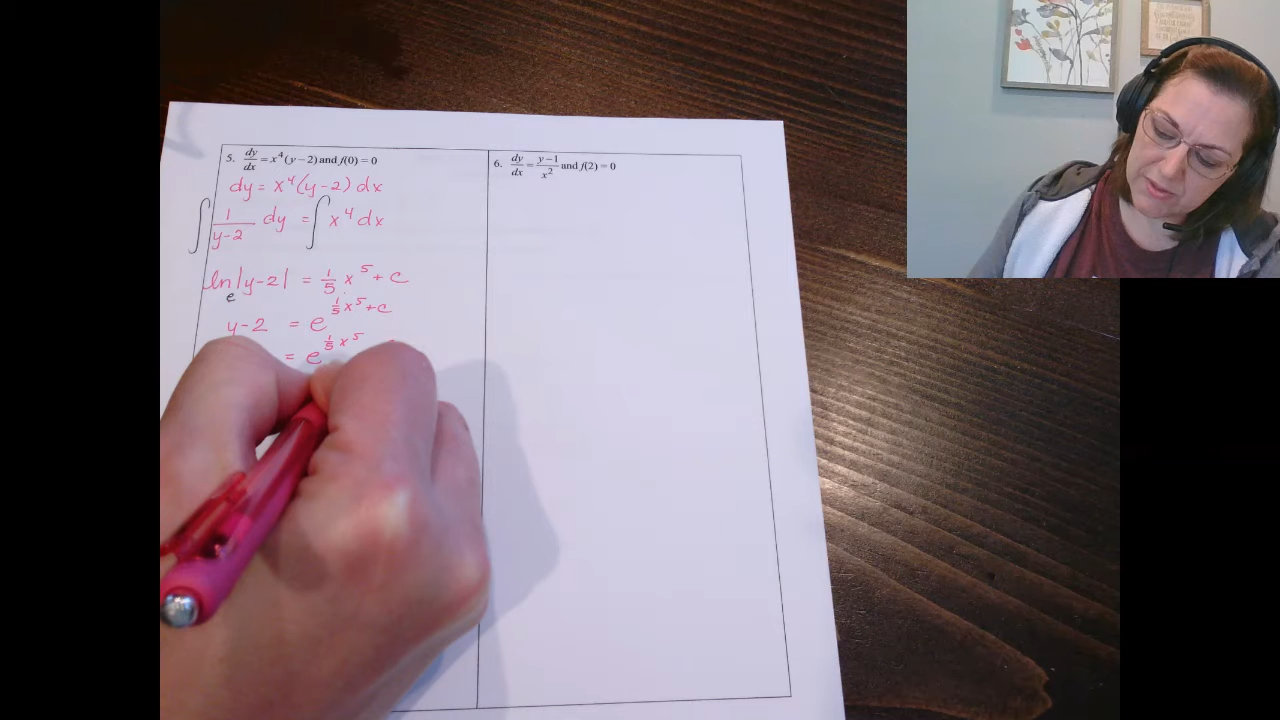 5. dy/dx = x⁴(y−2) and f(0) = 0
dy = x⁴(y-2) dx
∫ 1/(y-2) dy = ∫ x⁴ dx
ln|y-2| = 1/5 x⁵ + c
e
y-2 = e^(1/5 x⁵ + c)
= e^(1/5 x⁵)
6. dy/dx = (y−1)/x² and f(2) = 0